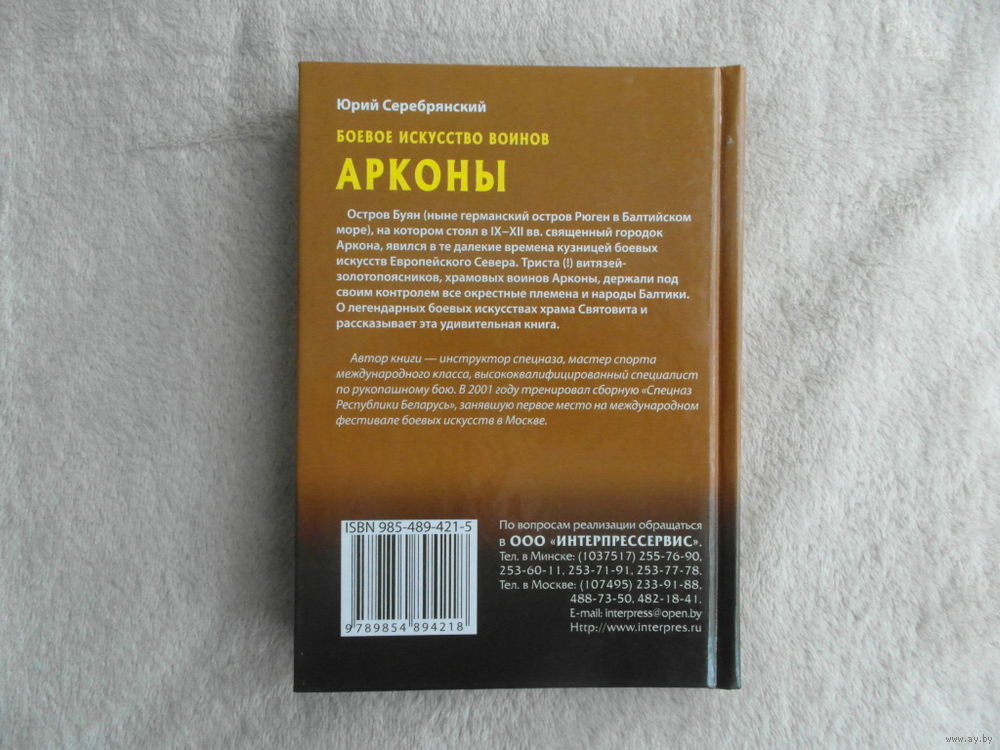 Юрий Серебрянский
БОЕВОЕ ИСКУССТВО ВОИНОВ
АРКОНЫ
Остров Буян (ныне германский остров Рюген в Балтийском
море), на котором стоял в IX–XII вв. священный городок
Аркона, явился в те далекие времена кузницей боевых
искусств Европейского Севера. Триста (!) витязей-
золотопоясников, храмовых воинов Арконы, держали под
своим контролем все окрестные племена и народы Балтики.
О легендарных боевых искусствах храма Святовита и
рассказывает эта удивительная книга.
Автор книги — инструктор спецназа, мастер спорта
международного класса, высококвалифицированный специалист
по рукопашному бою. В 2001 году тренировал сборную «Спецназ
Республики Беларусь», занявшую первое место на международном
фестивале боевых искусств в Москве.
ISBN 985-489-421-5
9789854894218
По вопросам реализации обращаться
в ООО «ИНТЕРПРЕССЕРВИС».
Тел. в Минске: (1037517) 255-76-90,
253-60-11, 253-71-91, 253-77-78.
Тел. в Москве: (107495) 233-91-88,
488-73-50, 482-18-41.
E-mail: interpress@open.by
Http://www.interpres.ru
© www.ay.by